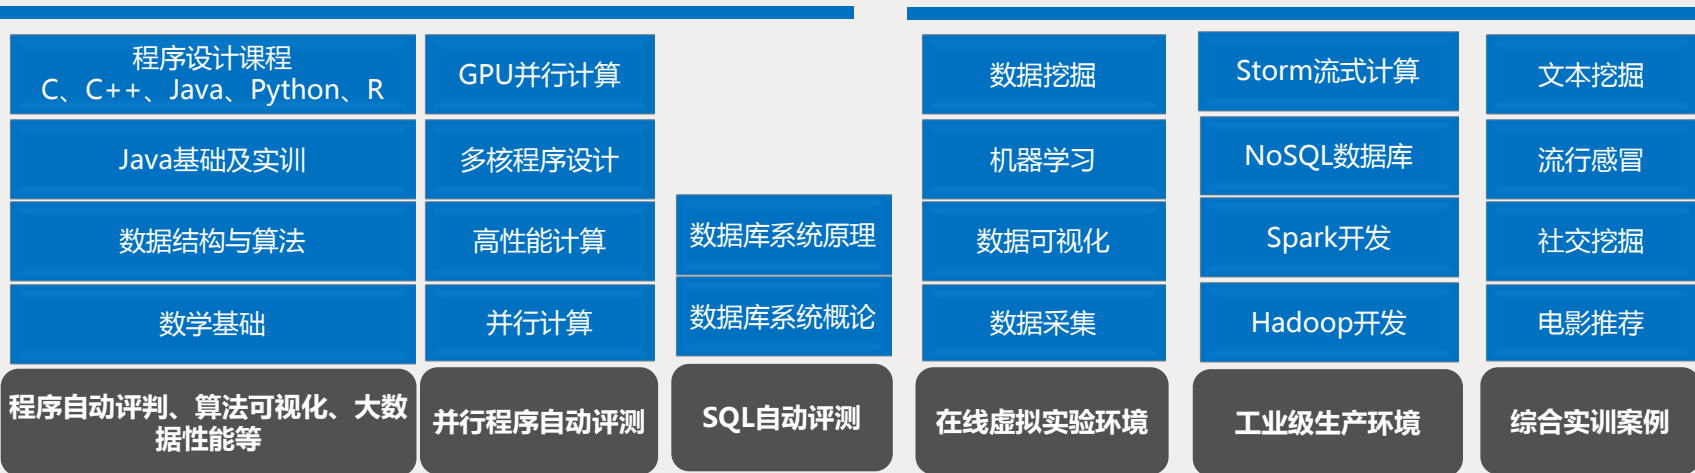 程序设计课程
C、C++、Java、Python、R
Java基础及实训
数据结构与算法
数学基础
程序自动评判、算法可视化、大数
据性能等
GPU并行计算
多核程序设计
高性能计算
并行计算
并行程序自动评测
数据库系统原理
数据库系统概论
SQL自动评测
数据挖掘
机器学习
数据可视化
数据采集
在线虚拟实验环境
Storm流式计算
NoSQL数据库
Spark开发
Hadoop开发
工业级生产环境
文本挖掘
流行感冒
社交挖掘
电影推荐
综合实训案例